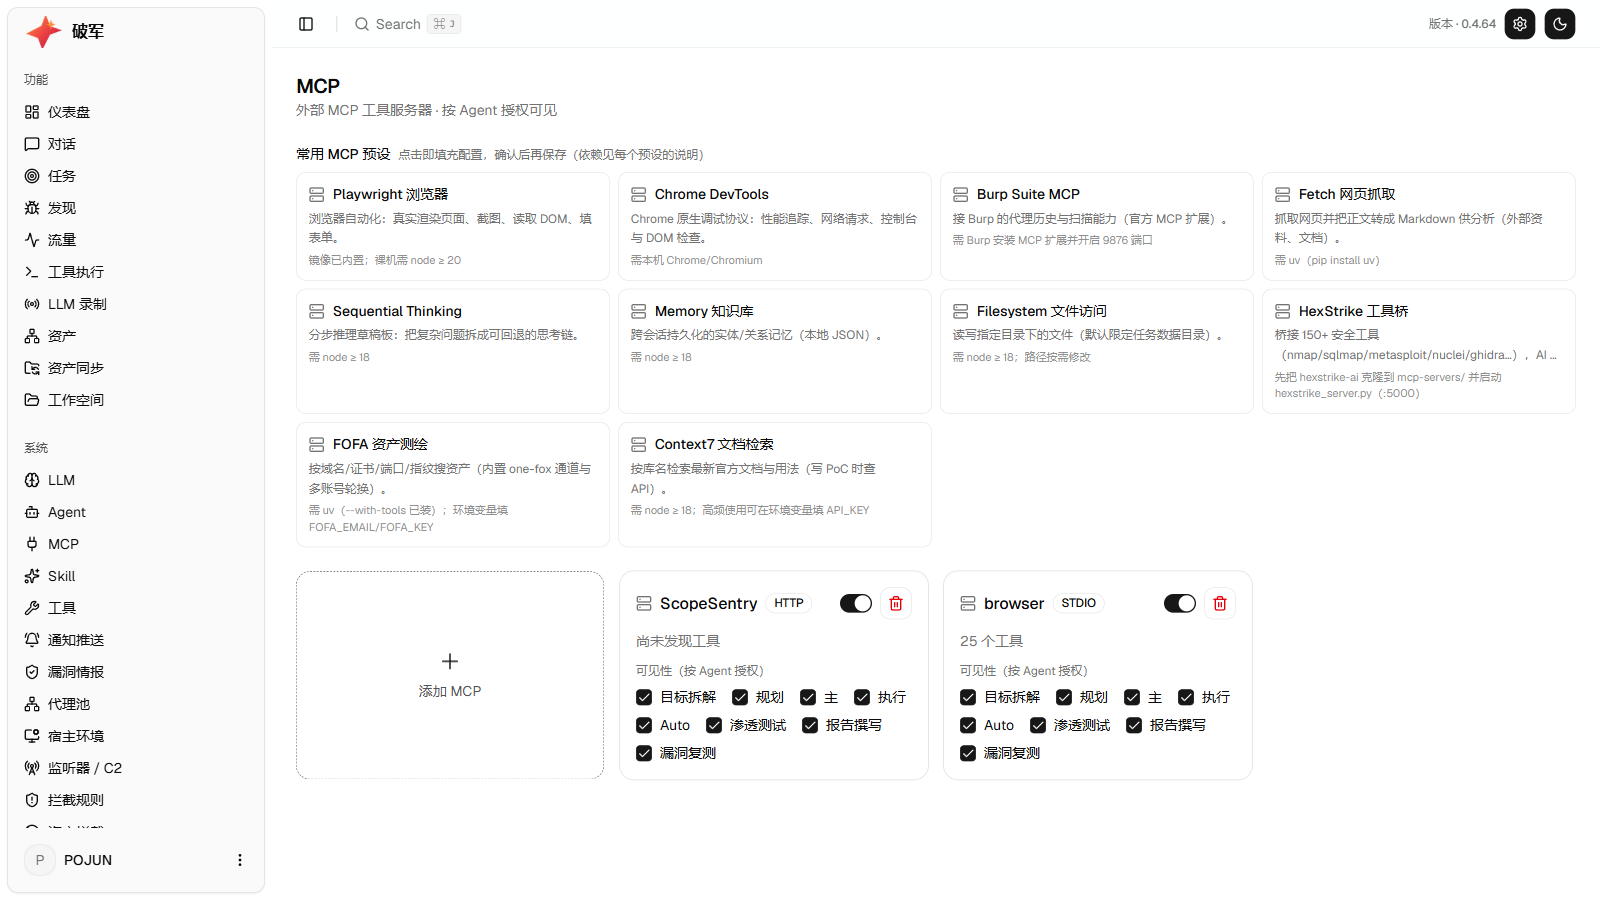 破军
功能
仪表盘
对话
任务
发现
流量
工具执行
LLM 录制
资产
资产同步
工作空间
系统
LLM
Agent
MCP
Skill
工具
通知推送
漏洞情报
代理池
宿主环境
监听器 / C2
拦截规则
P POJUN
Search ⌘ J
版本 · 0.4.64
MCP
外部 MCP 工具服务器 · 按 Agent 授权可见
常用 MCP 预设 点击即填充配置，确认后再保存（依赖见每个预设的说明）
Playwright 浏览器
浏览器自动化：真实渲染页面、截图、读取 DOM、填
表单。
镜像已内置；裸机需 node ≥ 20
Chrome DevTools
Chrome 原生调试协议：性能追踪、网络请求、控制台
与 DOM 检查。
需本机 Chrome/Chromium
Burp Suite MCP
接 Burp 的代理历史与扫描能力（官方 MCP 扩展）。
需 Burp 安装 MCP 扩展并开启 9876 端口
Fetch 网页抓取
抓取网页并把正文转成 Markdown 供分析（外部资
料、文档）。
需 uv（pip install uv）
Sequential Thinking
分步推理草稿板：把复杂问题拆成可回退的思考链。
需 node ≥ 18
Memory 知识库
跨会话持久化的实体/关系记忆（本地 JSON）。
需 node ≥ 18
Filesystem 文件访问
读写指定目录下的文件（默认限定任务数据目录）。
需 node ≥ 18；路径按需修改
HexStrike 工具桥
桥接 150+ 安全工具
（nmap/sqlmap/metasploit/nuclei/ghidra…），AI …
先把 hexstrike-ai 克隆到 mcp-servers/ 并启动
hexstrike_server.py（:5000）
FOFA 资产测绘
按域名/证书/端口/指纹搜资产（内置 one-fox 通道与
多账号轮换）。
需 uv（--with-tools 已装）；环境变量填
FOFA_EMAIL/FOFA_KEY
Context7 文档检索
按库名检索最新官方文档与用法（写 PoC 时查
API）。
需 node ≥ 18；高频使用可在环境变量填 API_KEY
添加 MCP
ScopeSentry HTTP
尚未发现工具
可见性（按 Agent 授权）
目标拆解 规划 主 执行
Auto 渗透测试 报告撰写
漏洞复测
browser STDIO
25 个工具
可见性（按 Agent 授权）
目标拆解 规划 主 执行
Auto 渗透测试 报告撰写
漏洞复测